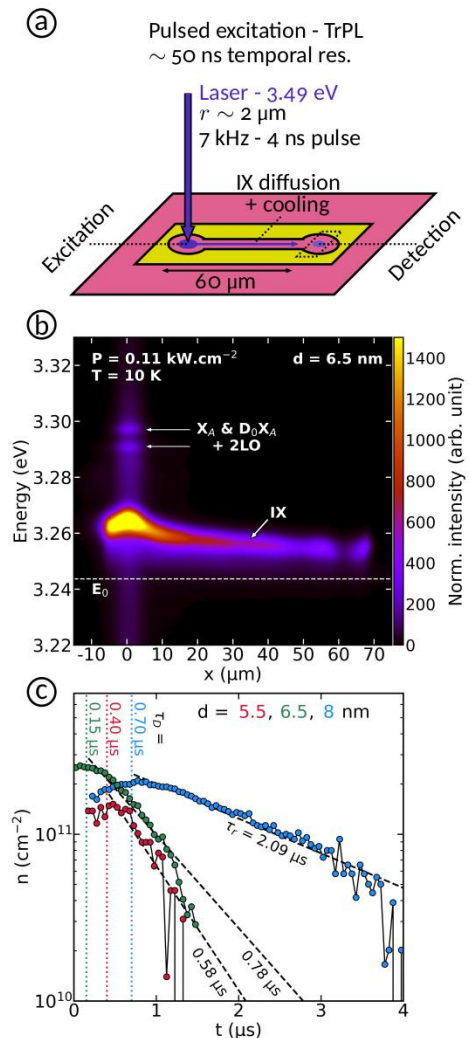 a
Pulsed excitation - TrPL
~ 50 ns temporal res.
Laser - 3.49 eV
r ~ 2 µm
7 kHz - 4 ns pulse
IX diffusion
+ cooling
Excitation
Detection
60 µm
b
P = 0.11 kW.cm⁻²
T = 10 K
d = 6.5 nm
X_A & D₀X_A
+ 2LO
IX
E₀
3.33
3.32
3.30
3.28
3.26
3.24
3.22
Energy (eV)
-10 0 10 20 30 40 50 60 70
x (µm)
1400
1200
1000
800
600
400
200
0
Norm. intensity (arb. unit)
c
0.15 µs
0.40 µs
0.70 µs
τ_D =
d = 5.5, 6.5, 8 nm
τ_r = 2.09 µs
0.58 µs
0.78 µs
10¹¹
10¹⁰
n (cm⁻²)
0 1 2 3 4
t (µs)